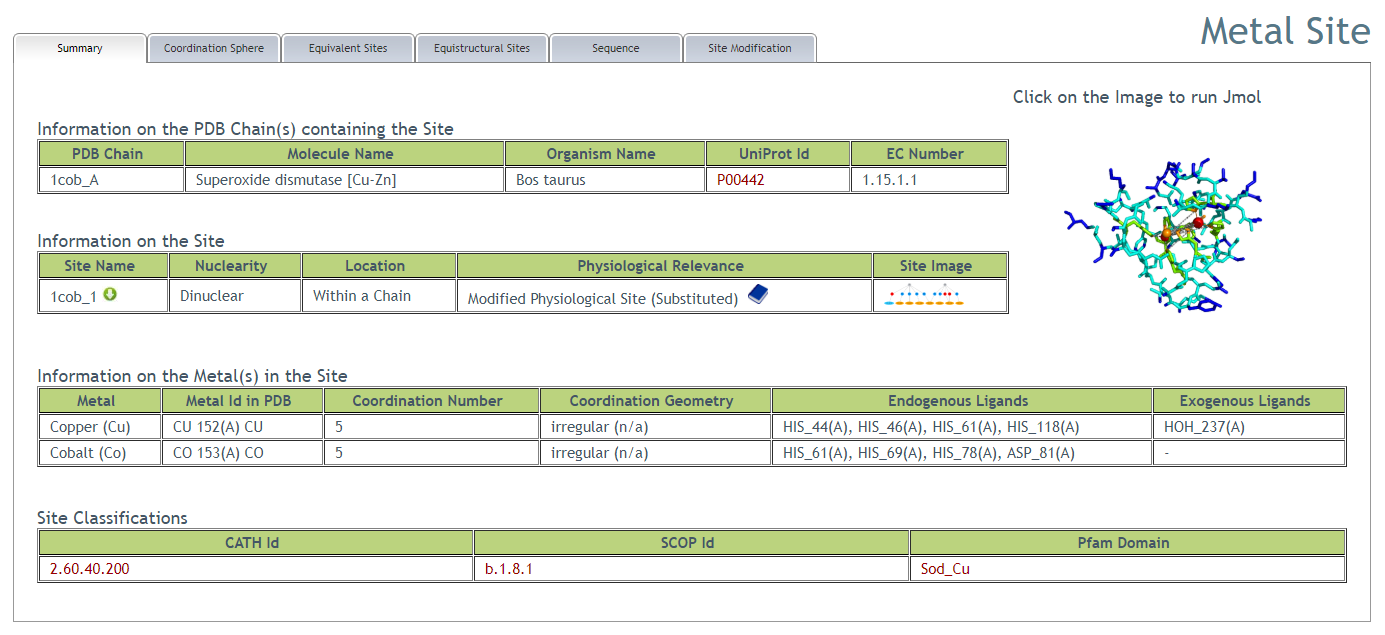 Metal Site
Summary Coordination Sphere Equivalent Sites Equistructural Sites Sequence Site Modification
Click on the Image to run Jmol
Information on the PDB Chain(s) containing the Site
PDB Chain Molecule Name Organism Name UniProt Id EC Number
1cob_A Superoxide dismutase [Cu-Zn] Bos taurus P00442 1.15.1.1
Information on the Site
Site Name Nuclearity Location Physiological Relevance Site Image
1cob_1 Dinuclear Within a Chain Modified Physiological Site (Substituted)
Information on the Metal(s) in the Site
Metal Metal Id in PDB Coordination Number Coordination Geometry Endogenous Ligands Exogenous Ligands
Copper (Cu) CU 152(A) CU 5 irregular (n/a) HIS_44(A), HIS_46(A), HIS_61(A), HIS_118(A) HOH_237(A)
Cobalt (Co) CO 153(A) CO 5 irregular (n/a) HIS_61(A), HIS_69(A), HIS_78(A), ASP_81(A) -
Site Classifications
CATH Id SCOP Id Pfam Domain
2.60.40.200 b.1.8.1 Sod_Cu